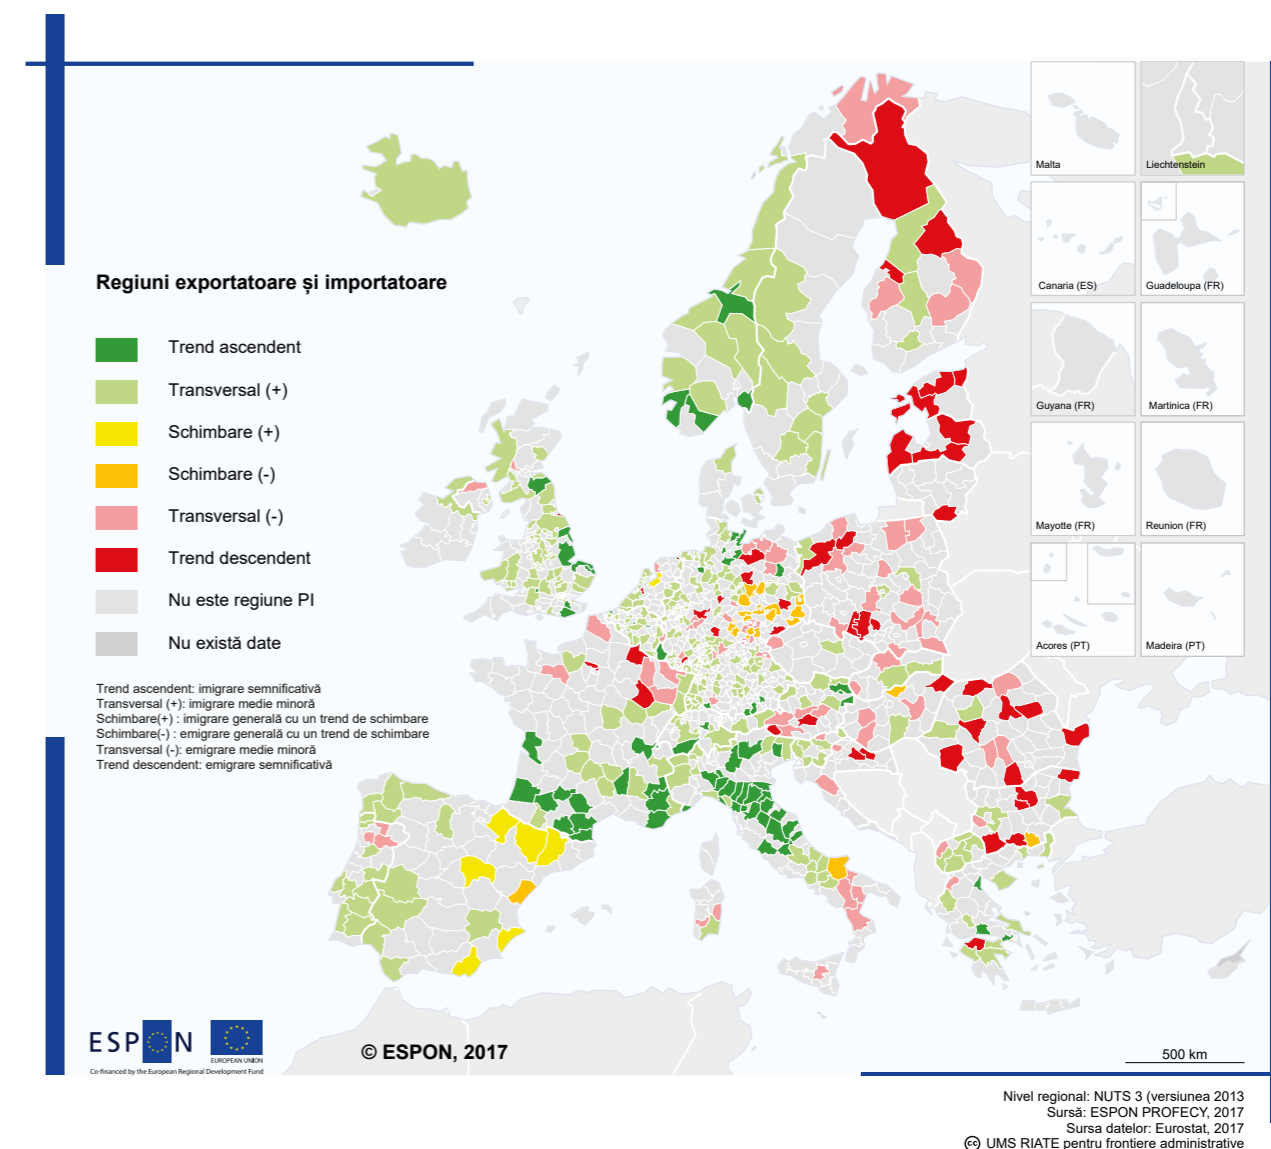 Regiuni exportatoare și importatoare
Trend ascendent
Transversal (+)
Schimbare (+)
Schimbare (-)
Transversal (-)
Trend descendent
Nu este regiune PI
Nu există date
Trend ascendent: imigrare semnificativă
Transversal (+): imigrare medie minoră
Schimbare(+) : imigrare generală cu un trend de schimbare
Schimbare(-) : emigrare generală cu un trend de schimbare
Transversal (-): emigrare medie minoră
Trend descendent: emigrare semnificativă
Malta
Liechtenstein
Canaria (ES)
Guadeloupa (FR)
Guyana (FR)
Martinica (FR)
Mayotte (FR)
Reunion (FR)
Acores (PT)
Madeira (PT)
ESPON
EUROPEAN UNION
Co-financed by the European Regional Development Fund
© ESPON, 2017
500 km
Nivel regional: NUTS 3 (versiunea 2013
Sursă: ESPON PROFECY, 2017
Sursa datelor: Eurostat, 2017
(cc) UMS RIATE pentru frontiere administrative